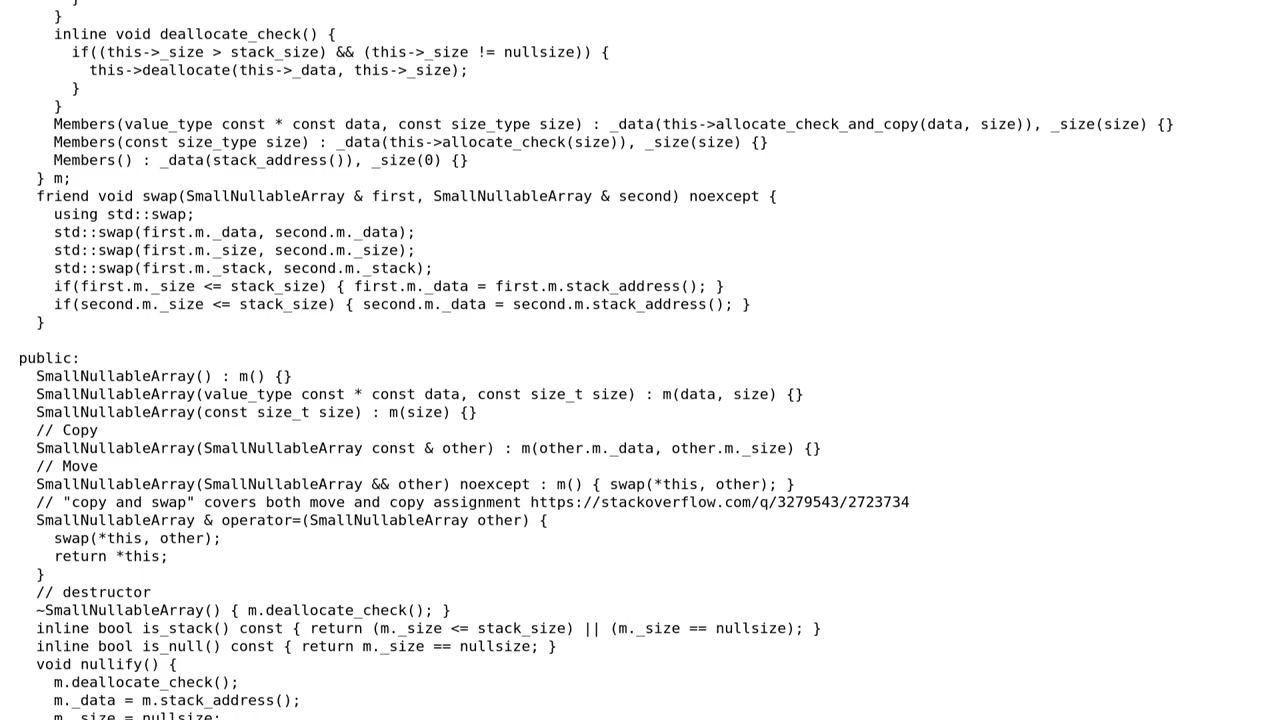 }
}
inline void deallocate_check() {
if((this->_size > stack_size) && (this->_size != nullsize)) {
this->deallocate(this->_data, this->_size);
}
}
Members(value_type const * const data, const size_type size) : _data(this->allocate_check_and_copy(data, size)), _size(size) {}
Members(const size_type size) : _data(this->allocate_check(size)), _size(size) {}
Members() : _data(stack_address()), _size(0) {}
} m;
friend void swap(SmallNullableArray & first, SmallNullableArray & second) noexcept {
using std::swap;
std::swap(first.m._data, second.m._data);
std::swap(first.m._size, second.m._size);
std::swap(first.m._stack, second.m._stack);
if(first.m._size <= stack_size) { first.m._data = first.m.stack_address(); }
if(second.m._size <= stack_size) { second.m._data = second.m.stack_address(); }
}
public:
SmallNullableArray() : m() {}
SmallNullableArray(value_type const * const data, const size_t size) : m(data, size) {}
SmallNullableArray(const size_t size) : m(size) {}
// Copy
SmallNullableArray(SmallNullableArray const & other) : m(other.m._data, other.m._size) {}
// Move
SmallNullableArray(SmallNullableArray && other) noexcept : m() { swap(*this, other); }
// "copy and swap" covers both move and copy assignment https://stackoverflow.com/q/3279543/2723734
SmallNullableArray & operator=(SmallNullableArray other) {
swap(*this, other);
return *this;
}
// destructor
~SmallNullableArray() { m.deallocate_check(); }
inline bool is_stack() const { return (m._size <= stack_size) || (m._size == nullsize); }
inline bool is_null() const { return m._size == nullsize; }
void nullify() {
m.deallocate_check();
m._data = m.stack_address();
m._size = nullsize;